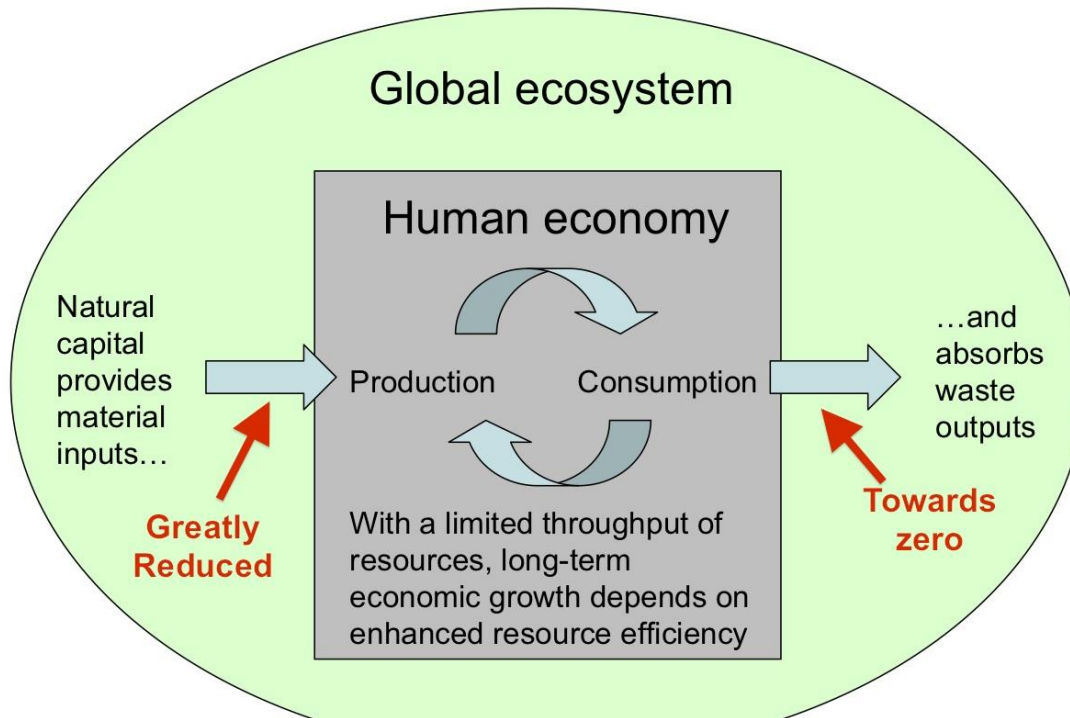 Global ecosystem
Human economy
Natural
capital
provides
material
inputs…
Production
Consumption
…and
absorbs
waste
outputs
Greatly
Reduced
Towards
zero
With a limited throughput of
resources, long-term
economic growth depends on
enhanced resource efficiency